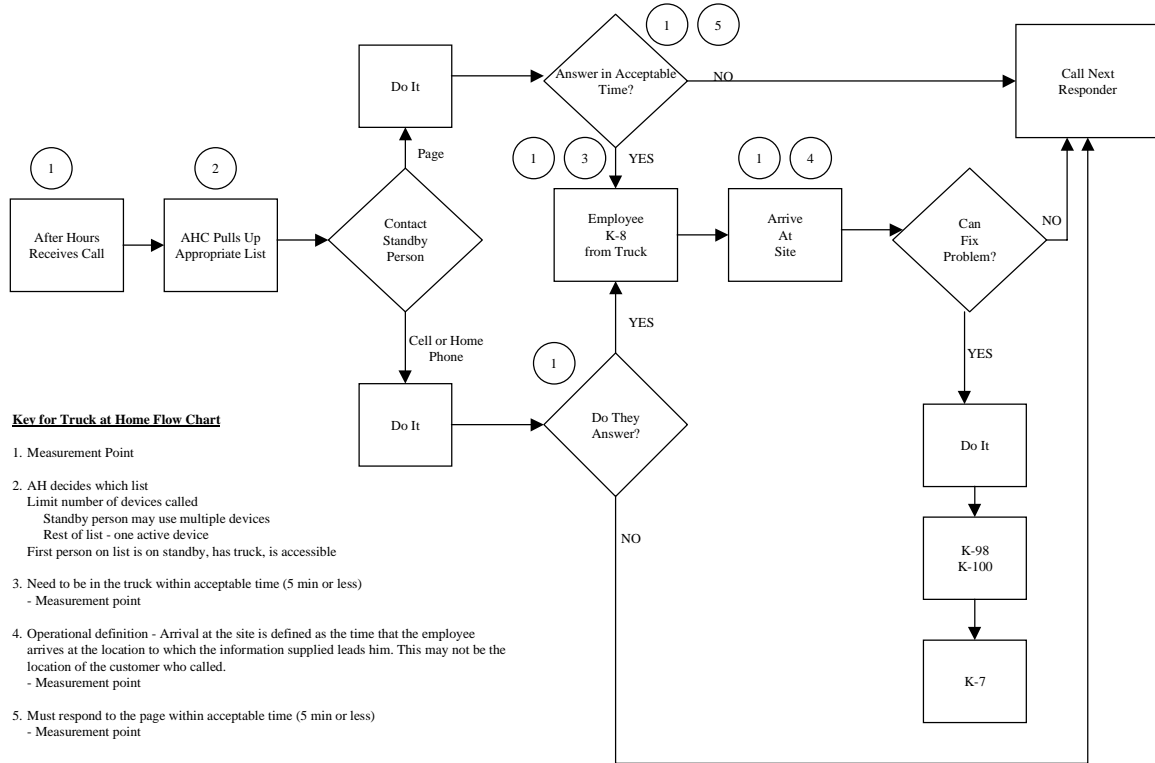 1
5
Do It
Answer in Acceptable
Time?
NO
Call Next
Responder
Page
YES
1
2
1
3
1
4
After Hours
Receives Call
AHC Pulls Up
Appropriate List
Contact
Standby
Person
Employee
K-8
from Truck
Arrive
At
Site
Can
Fix
Problem?
NO
Cell or Home
Phone
YES
1
YES
Do It
Do They
Answer?
Do It
NO
K-98
K-100
K-7
Key for Truck at Home Flow Chart
1. Measurement Point
2. AH decides which list
Limit number of devices called
Standby person may use multiple devices
Rest of list - one active device
First person on list is on standby, has truck, is accessible
3. Need to be in the truck within acceptable time (5 min or less)
- Measurement point
4. Operational definition - Arrival at the site is defined as the time that the employee
arrives at the location to which the information supplied leads him. This may not be the
location of the customer who called.
- Measurement point
5. Must respond to the page within acceptable time (5 min or less)
- Measurement point